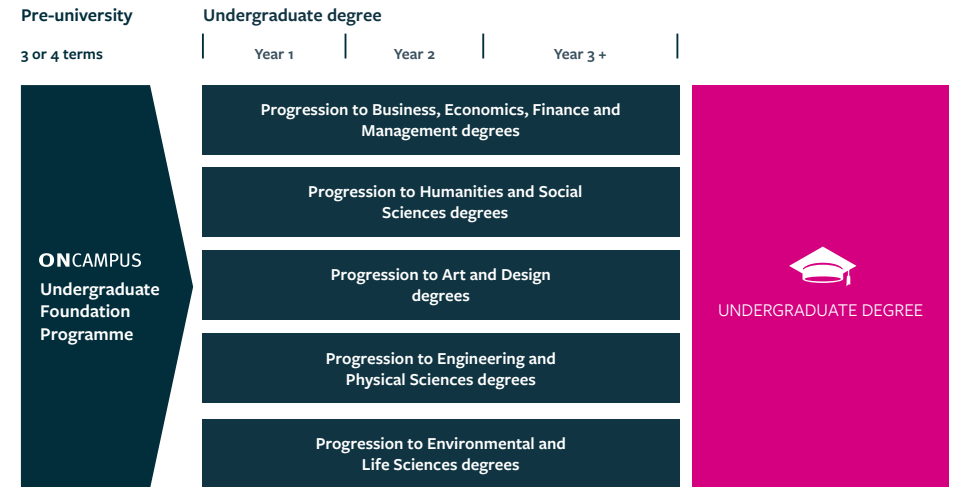 Pre-university
Undergraduate degree
3 or 4 terms
Year 1
Year 2
Year 3 +
ONCAMPUS
Undergraduate
Foundation
Programme
Progression to Business, Economics, Finance and
Management degrees
Progression to Humanities and Social
Sciences degrees
Progression to Art and Design
degrees
Progression to Engineering and
Physical Sciences degrees
Progression to Environmental and
Life Sciences degrees
UNDERGRADUATE DEGREE